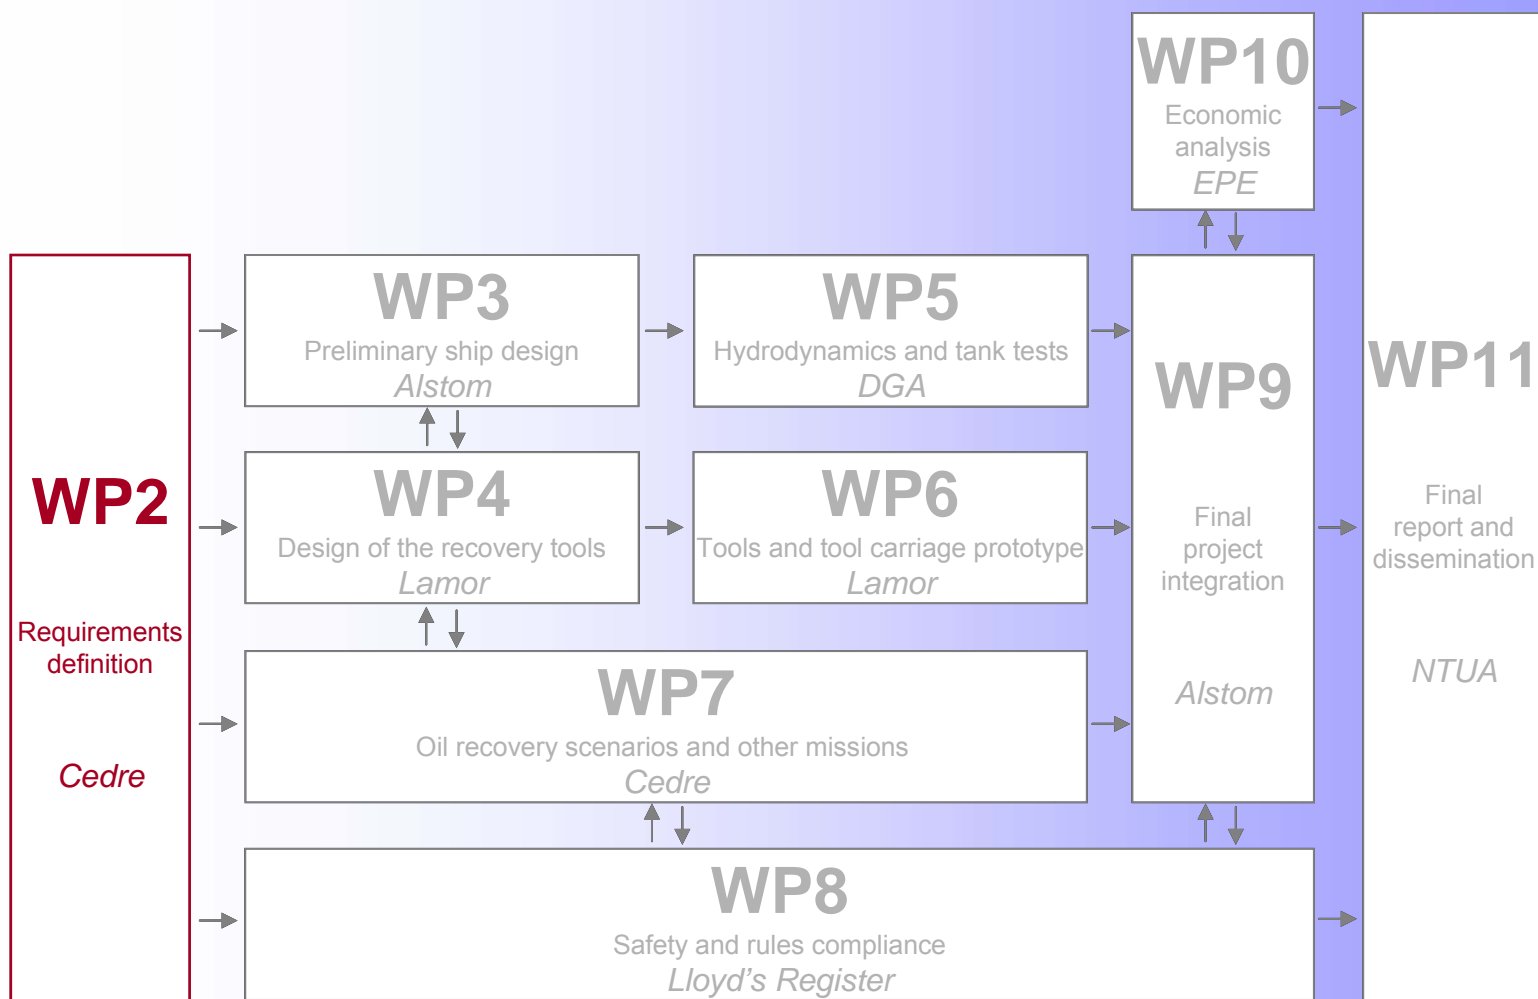 WP10
Economic
analysis
EPE
WP2
Requirements
definition
Cedre
WP3
Preliminary ship design
Alstom
WP5
Hydrodynamics and tank tests
DGA
WP4
Design of the recovery tools
Lamor
WP6
Tools and tool carriage prototype
Lamor
WP7
Oil recovery scenarios and other missions
Cedre
WP8
Safety and rules compliance
Lloyd's Register
WP9
Final
project
integration
Alstom
WP11
Final
report and
dissemination
NTUA